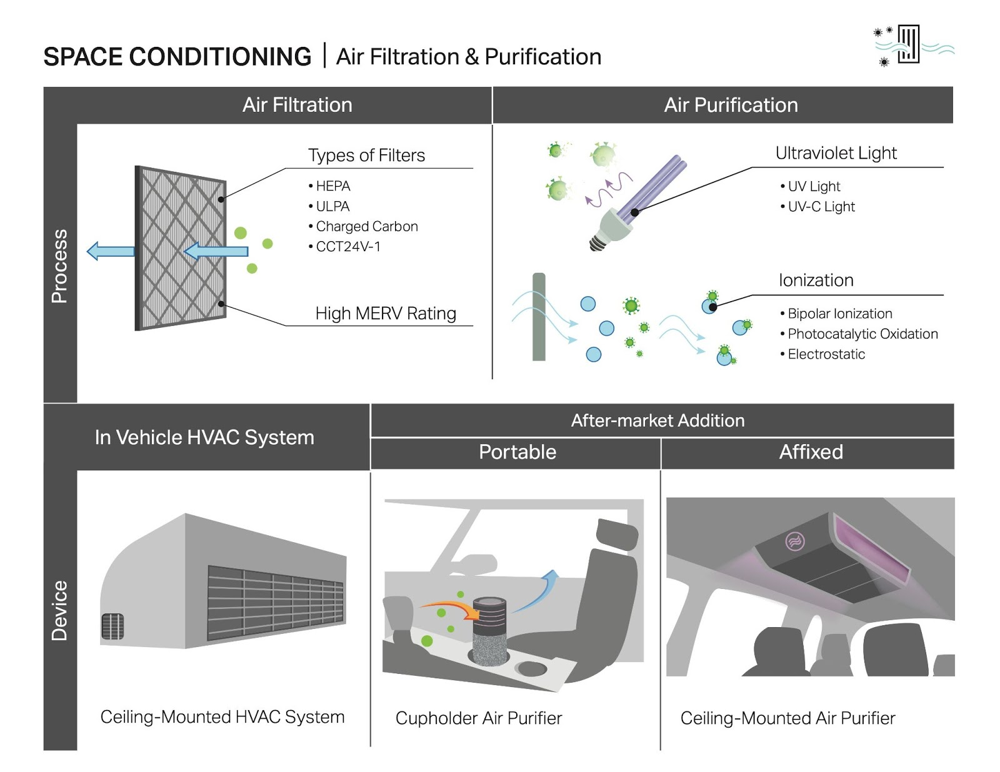 SPACE CONDITIONING | Air Filtration & Purification
Air Filtration
Air Purification
Process
Types of Filters
• HEPA
• ULPA
• Charged Carbon
• CCT24V-1
High MERV Rating
Ultraviolet Light
• UV Light
• UV-C Light
Ionization
• Bipolar Ionization
• Photocatalytic Oxidation
• Electrostatic
In Vehicle HVAC System
After-market Addition
Portable
Affixed
Device
Ceiling-Mounted HVAC System
Cupholder Air Purifier
Ceiling-Mounted Air Purifier